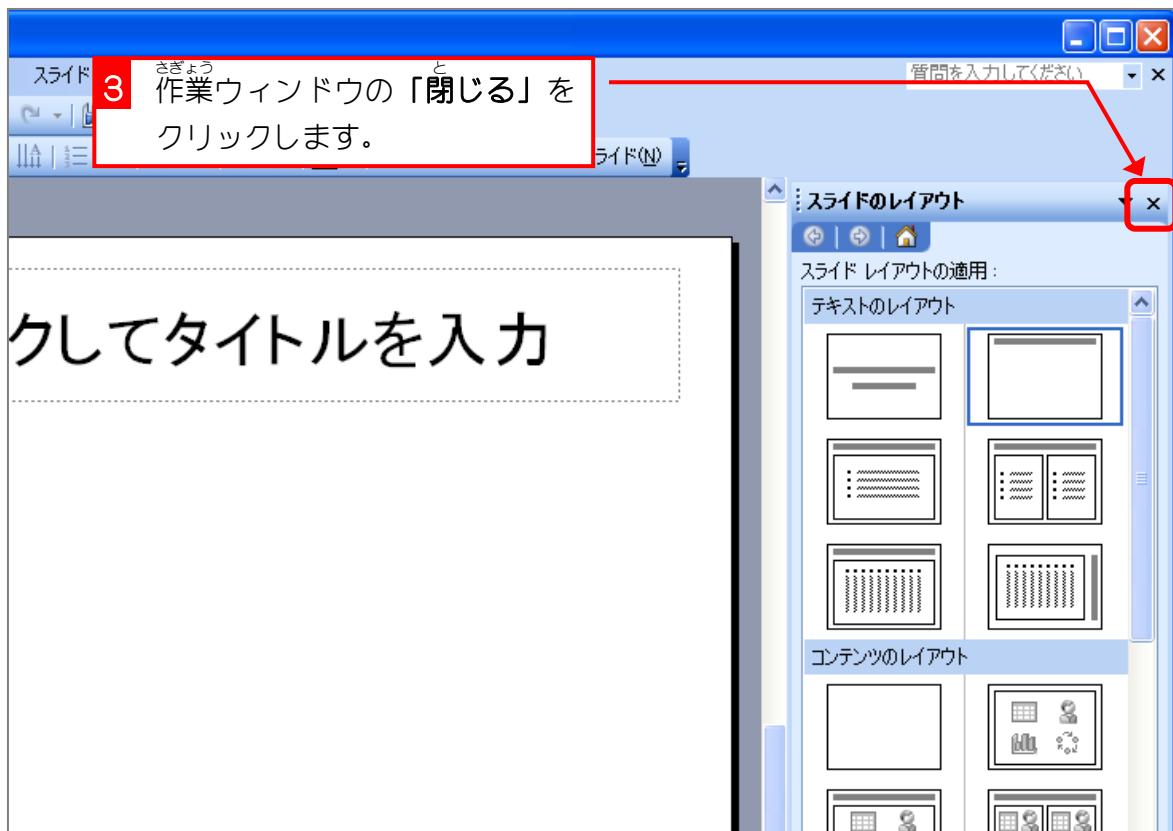 質問を入力してください
スライド
3
さぎょう
と
作業ウィンドウの「閉じる」を
クリックします。
ライド(N)
スライドのレイアウト
スライド レイアウトの適用:
テキストのレイアウト
クしてタイトルを入力
コンテンツのレイアウト